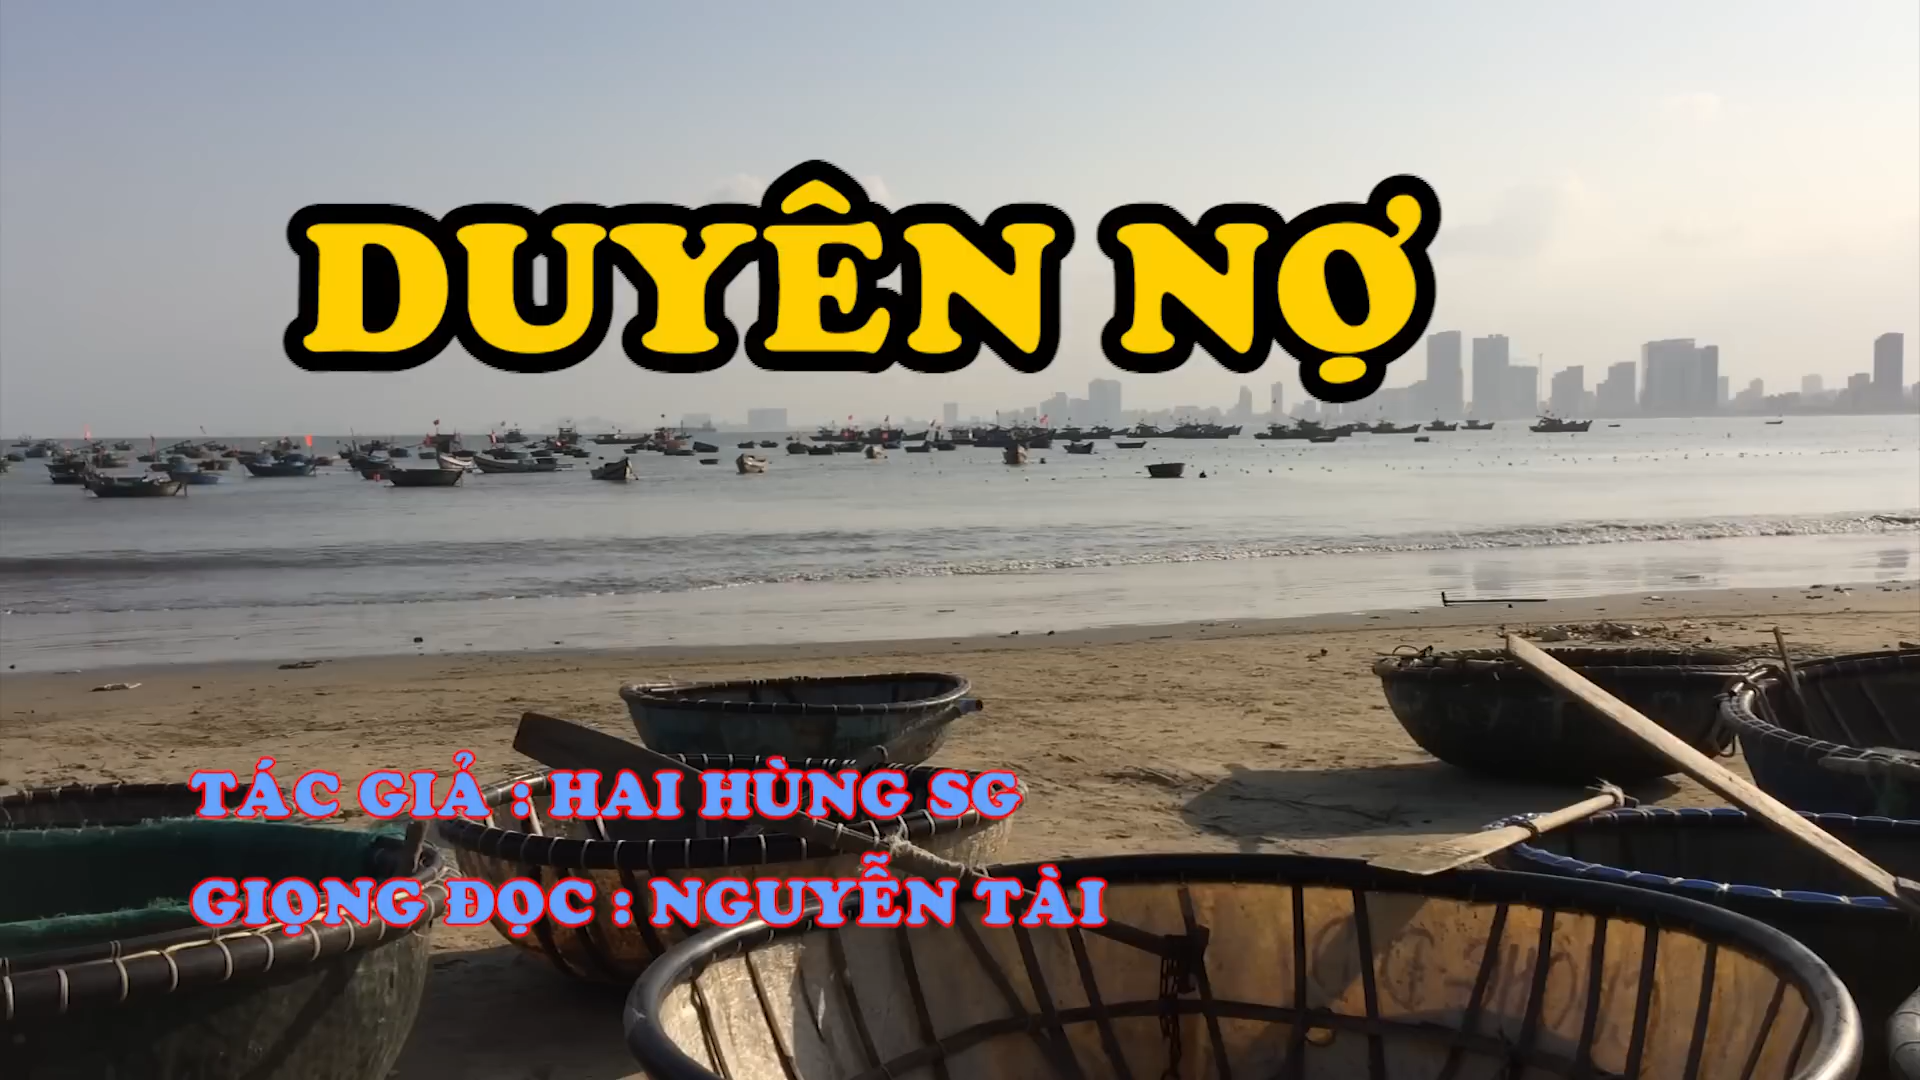 DUYÊN NỢ
TÁC GIẢ : HAI HÙNG SG
GIỌNG ĐỌC : NGUYỄN TÀI